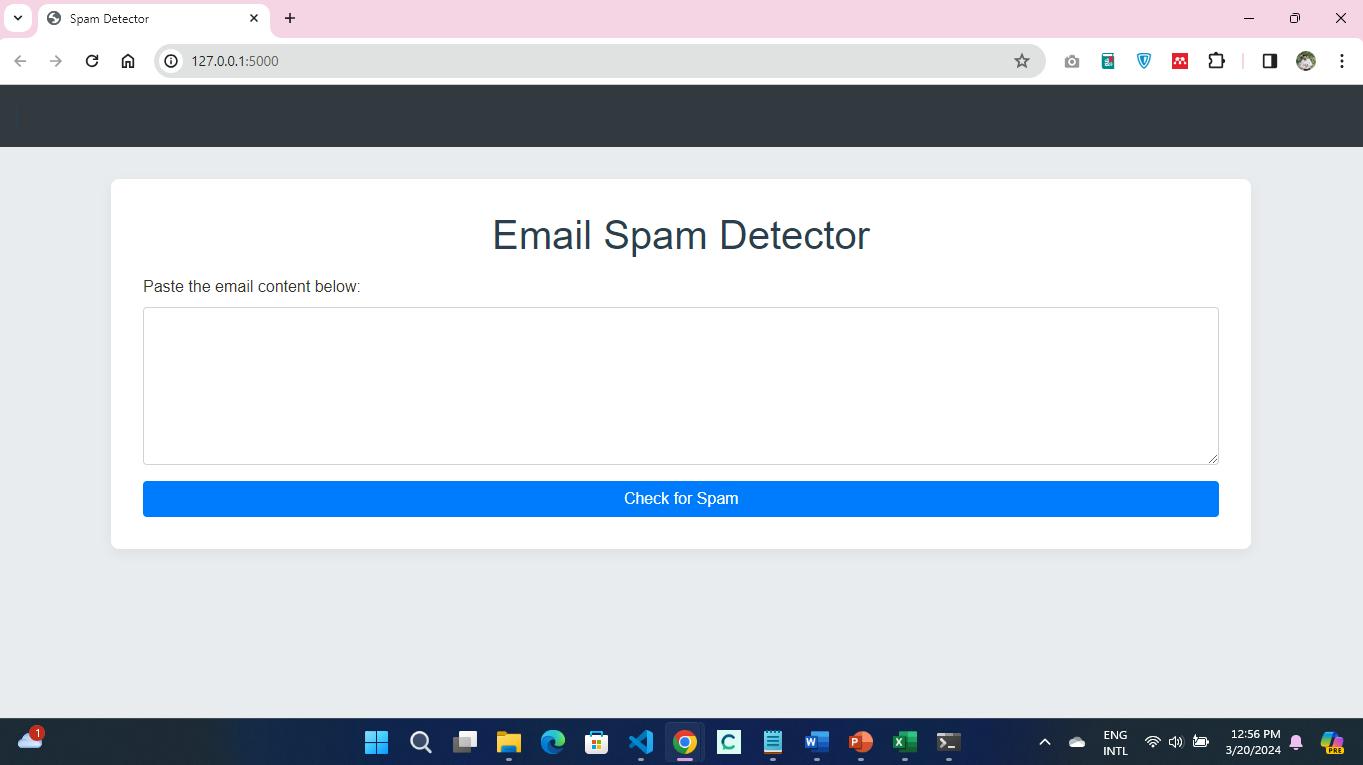 Spam Detector
127.0.0.1:5000
Email Spam Detector
Paste the email content below:
Check for Spam
1
C
W
P
X
PRE
ENG
INTL
12:56 PM
3/20/2024